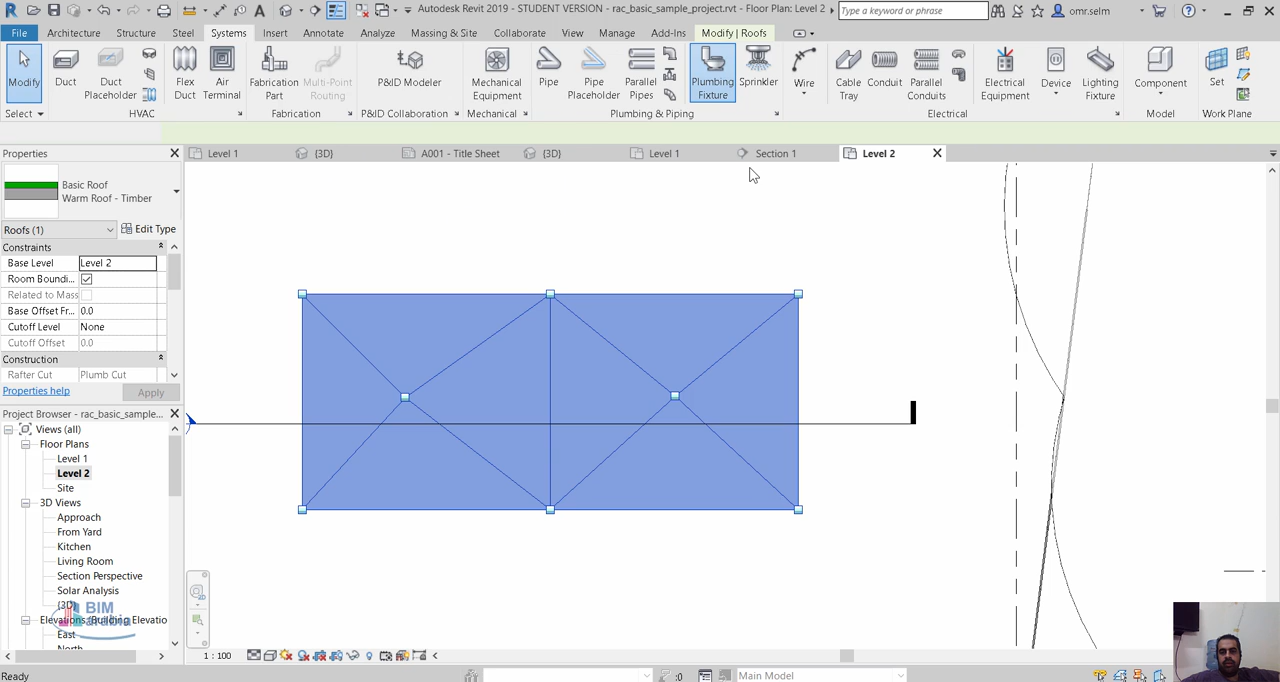 Autodesk Revit 2019 - STUDENT VERSION - rac_basic_sample_project.rvt - Floor Plan: Level 2
Type a keyword or phrase
omr.selm
File Architecture Structure Steel Systems Insert Annotate Analyze Massing & Site Collaborate View Manage Add-Ins Modify | Roofs
Modify
Duct
Duct Placeholder
Flex Duct
Air Terminal
Fabrication Part
Multi-Point Routing
P&ID Modeler
Mechanical Equipment
Pipe
Pipe Placeholder
Parallel Pipes
Plumbing Fixture
Sprinkler
Wire
Cable Tray
Conduit
Parallel Conduits
Electrical Equipment
Device
Lighting Fixture
Component
Set
Select HVAC Fabrication P&ID Collaboration Mechanical Plumbing & Piping Electrical Model Work Plane
Properties
Level 1 {3D} A001 - Title Sheet {3D} Level 1 Section 1 Level 2
Basic Roof
Warm Roof - Timber
Roofs (1) Edit Type
Constraints
Base Level Level 2
Room Boundi...
Related to Mass
Base Offset Fr... 0.0
Cutoff Level None
Cutoff Offset 0.0
Construction
Rafter Cut Plumb Cut
Properties help Apply
Project Browser - rac_basic_sample...
Views (all)
Floor Plans
Level 1
Level 2
Site
3D Views
Approach
From Yard
Kitchen
Living Room
Section Perspective
Solar Analysis
{3D}
BIM
arabia
Elevations (Building Elevatio
East
North
1 : 100
Ready
:0
Main Model